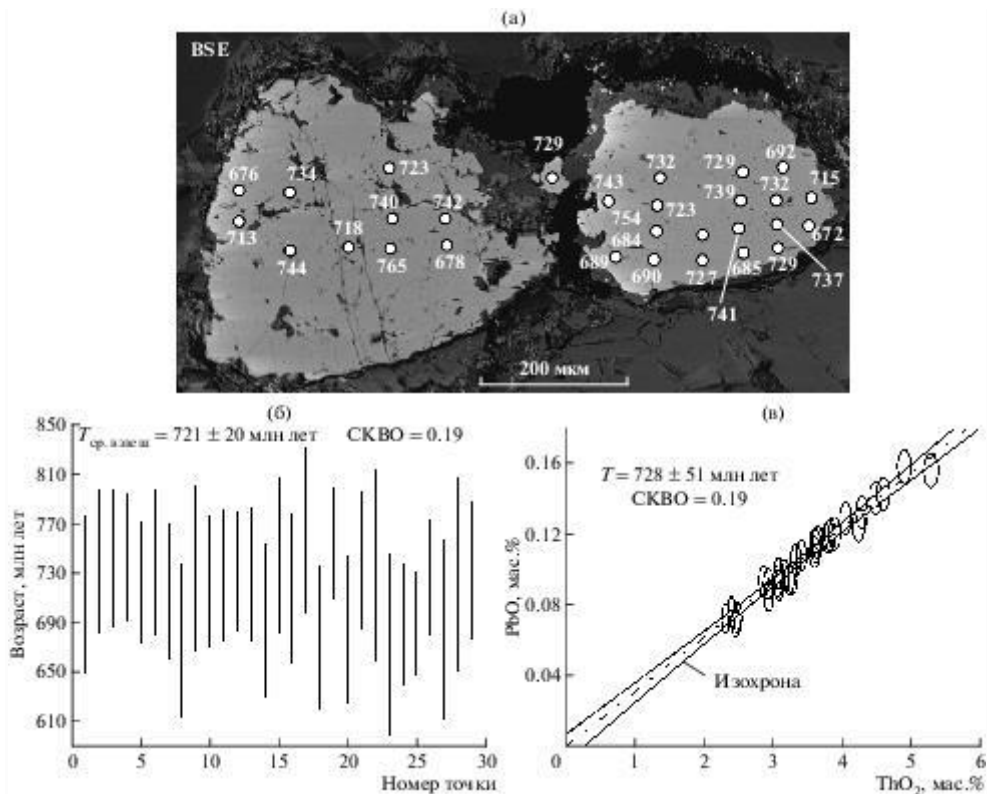 (а)
BSE
729
676
734
723
713
718
740
742
744
765
678
743
732
729
692
739
732
715
754
723
684
672
689
690
727
685
729
737
741
200 мкм
(б)
Tср. взвеш = 721 ± 20 млн лет СКВО = 0.19
850
810
770
730
690
650
610
Возраст, млн лет
0 5 10 15 20 25 30
Номер точки
(в)
T = 728 ± 51 млн лет
СКВО = 0.19
0.16
0.12
0.08
0.04
PbO, мас.%
Изохрона
0 1 2 3 4 5 6
ThO₂, мас.%